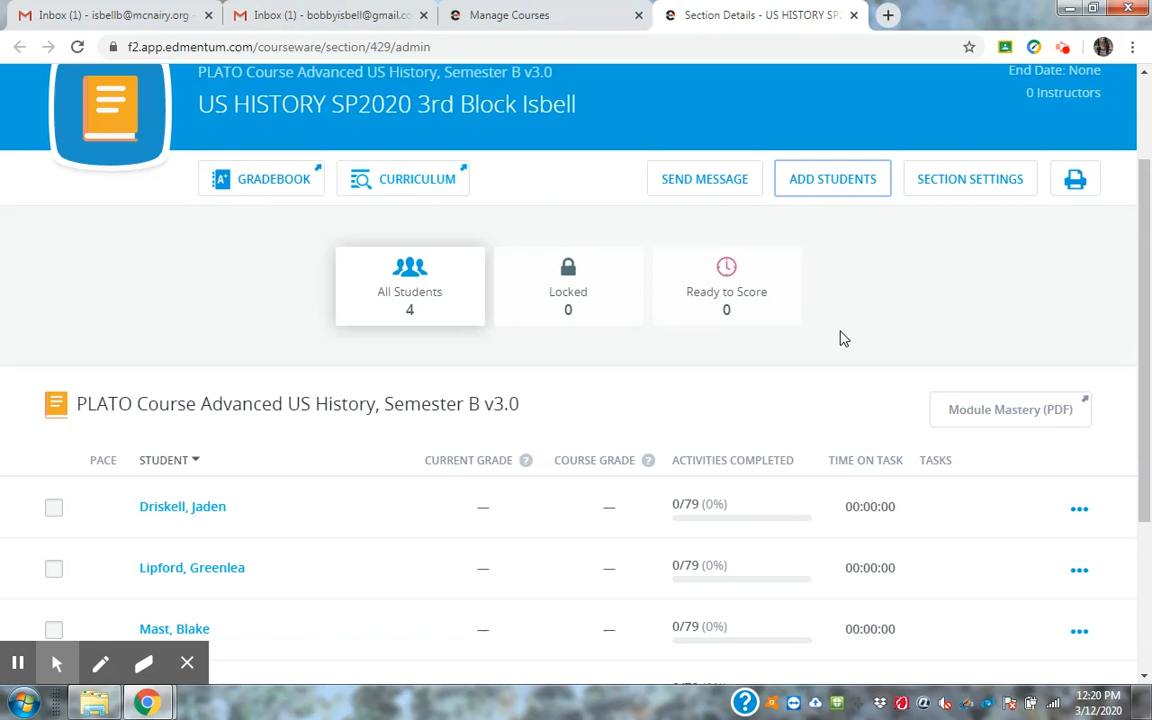 Inbox (1) - isbellb@mcnairy.org -
Inbox (1) - bobbyisbell@gmail.co
Manage Courses
Section Details - US HISTORY SP2
f2.app.edmentum.com/courseware/section/429/admin
PLATO Course Advanced US History, Semester B v3.0
End Date: None
US HISTORY SP2020 3rd Block Isbell
0 Instructors
A+ GRADEBOOK
CURRICULUM
SEND MESSAGE
ADD STUDENTS
SECTION SETTINGS
All Students
4
Locked
0
Ready to Score
0
PLATO Course Advanced US History, Semester B v3.0
Module Mastery (PDF)
PACE STUDENT CURRENT GRADE ? COURSE GRADE ? ACTIVITIES COMPLETED TIME ON TASK TASKS
Driskell, Jaden — — 0/79 (0%) 00:00:00
Lipford, Greenlea — — 0/79 (0%) 00:00:00
Mast, Blake — — 0/79 (0%) 00:00:00
12:20 PM
3/12/2020